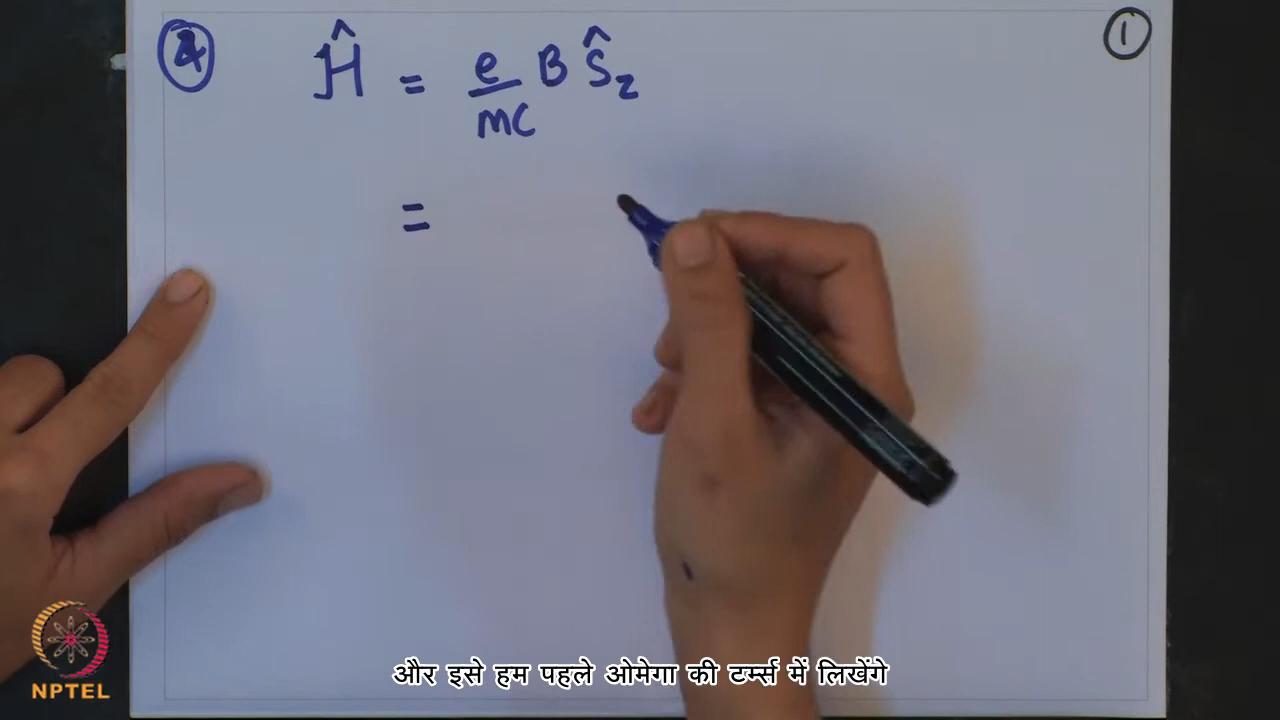 ④ Ĥ = e/mc B Ŝz ①
=
NPTEL
और इसे हम पहले ओमेगा की टर्म्स में लिखेंगे